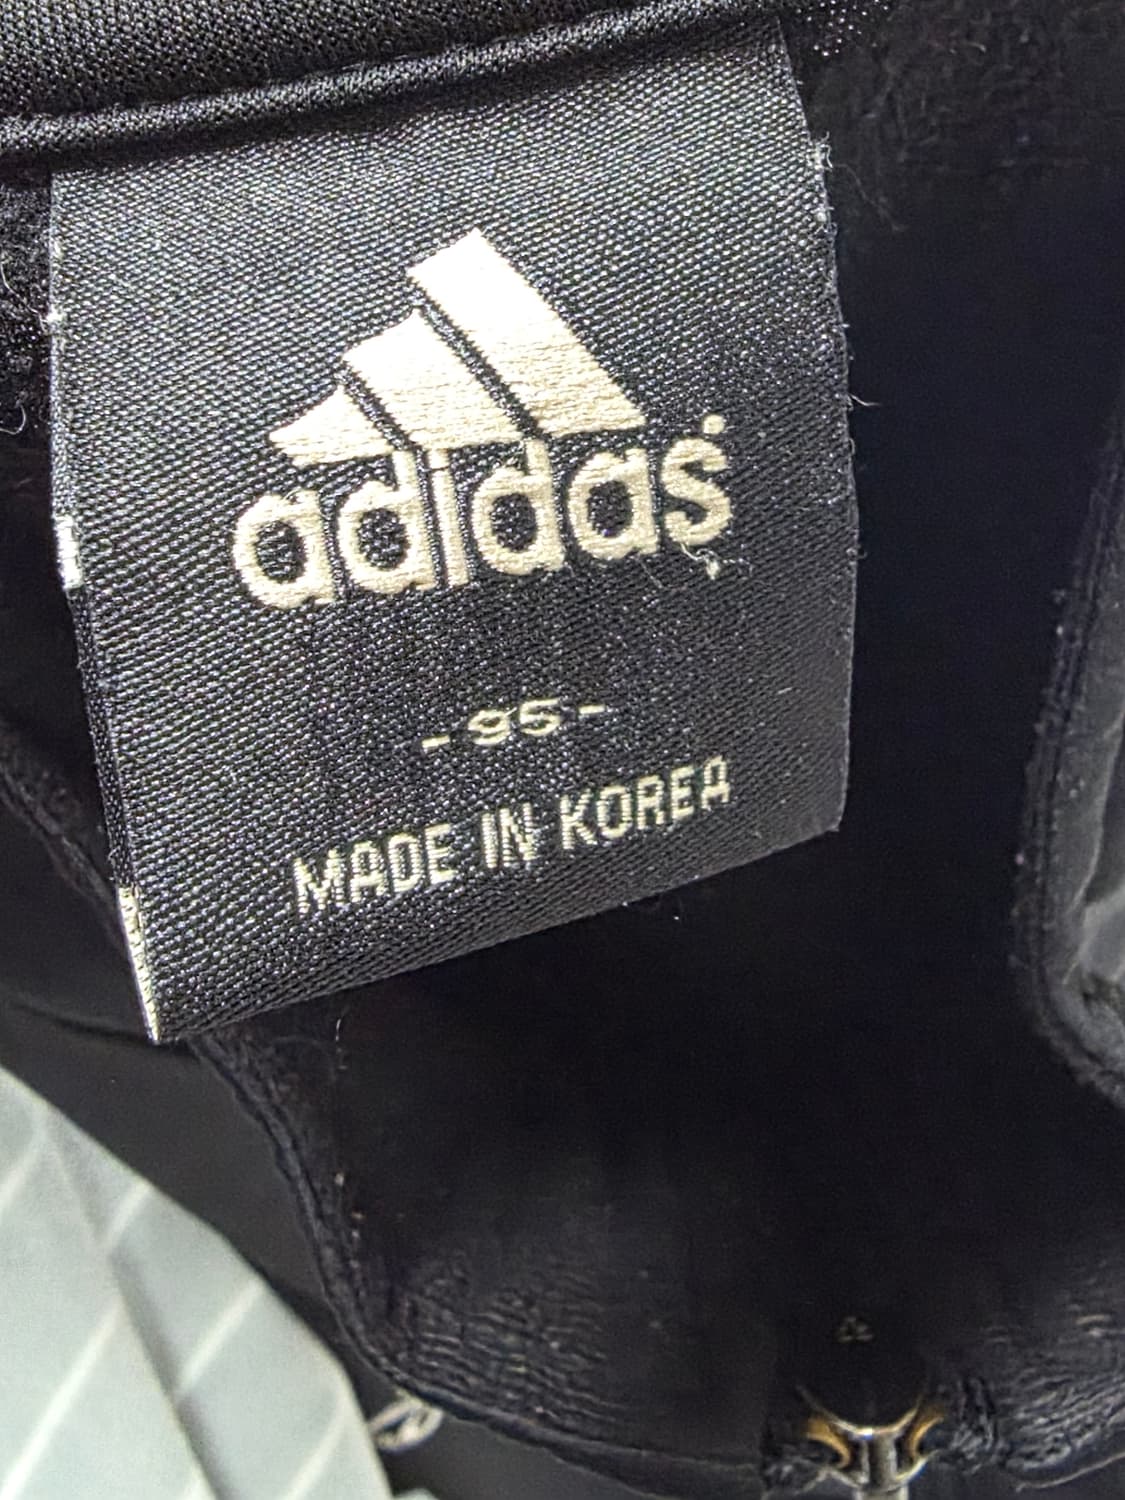 adidas
-95-
MADE IN KOREA